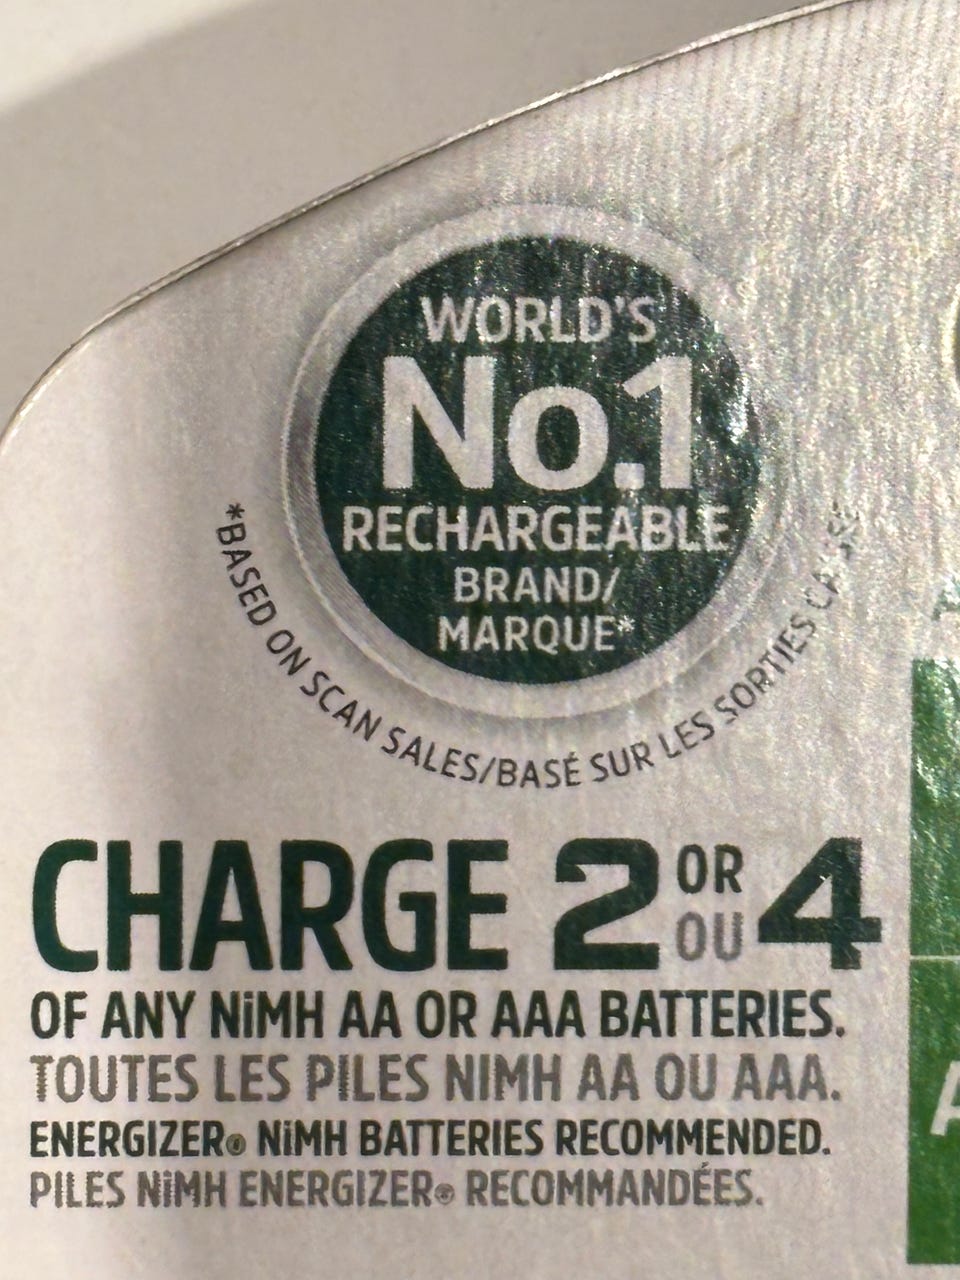 WORLD'S
No.1
RECHARGEABLE
BRAND/
MARQUE*
*BASED ON SCAN SALES/BASÉ SUR LES SORTIES
CHARGE 2 OR 4
OU
OF ANY NiMH AA OR AAA BATTERIES.
TOUTES LES PILES NIMH AA OU AAA.
ENERGIZER® NiMH BATTERIES RECOMMENDED.
PILES NiMH ENERGIZER® RECOMMANDÉES.